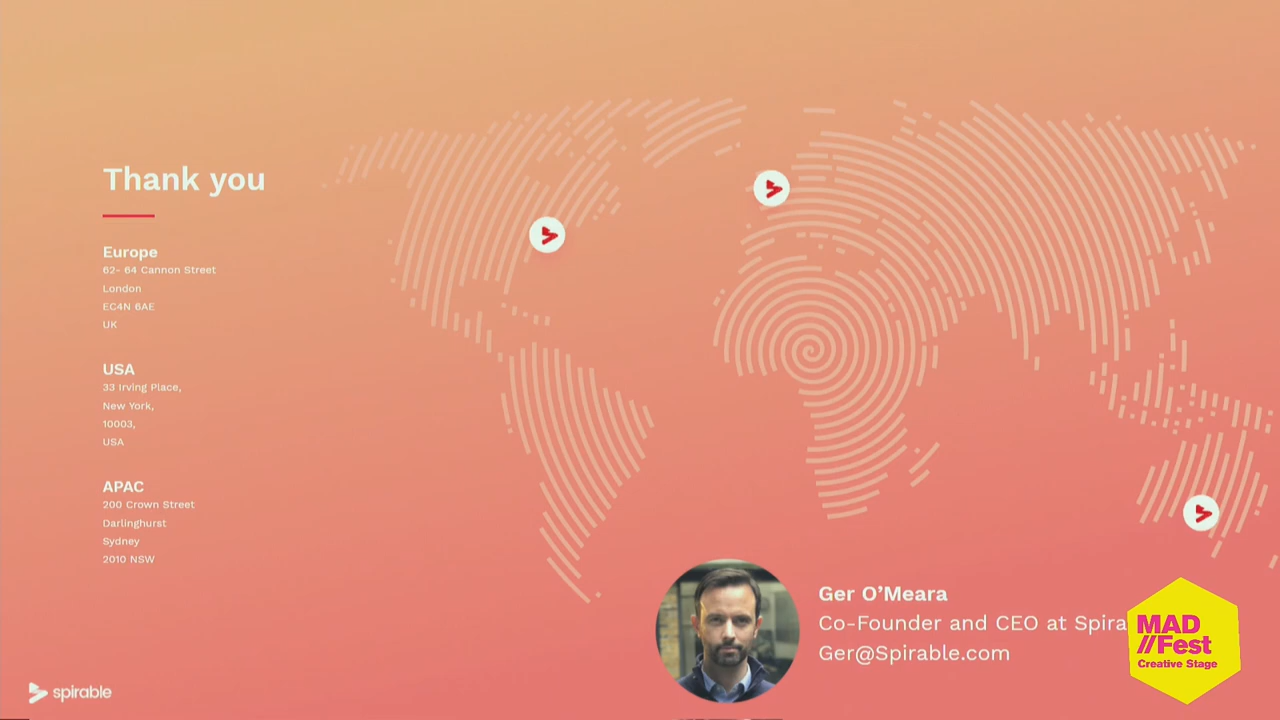 Thank you
Europe
62- 64 Cannon Street
London
EC4N 6AE
UK
USA
33 Irving Place,
New York,
10003,
USA
APAC
200 Crown Street
Darlinghurst
Sydney
2010 NSW
Ger O’Meara
Co-Founder and CEO at Spira
Ger@Spirable.com
MAD
//Fest
Creative Stage
spirable